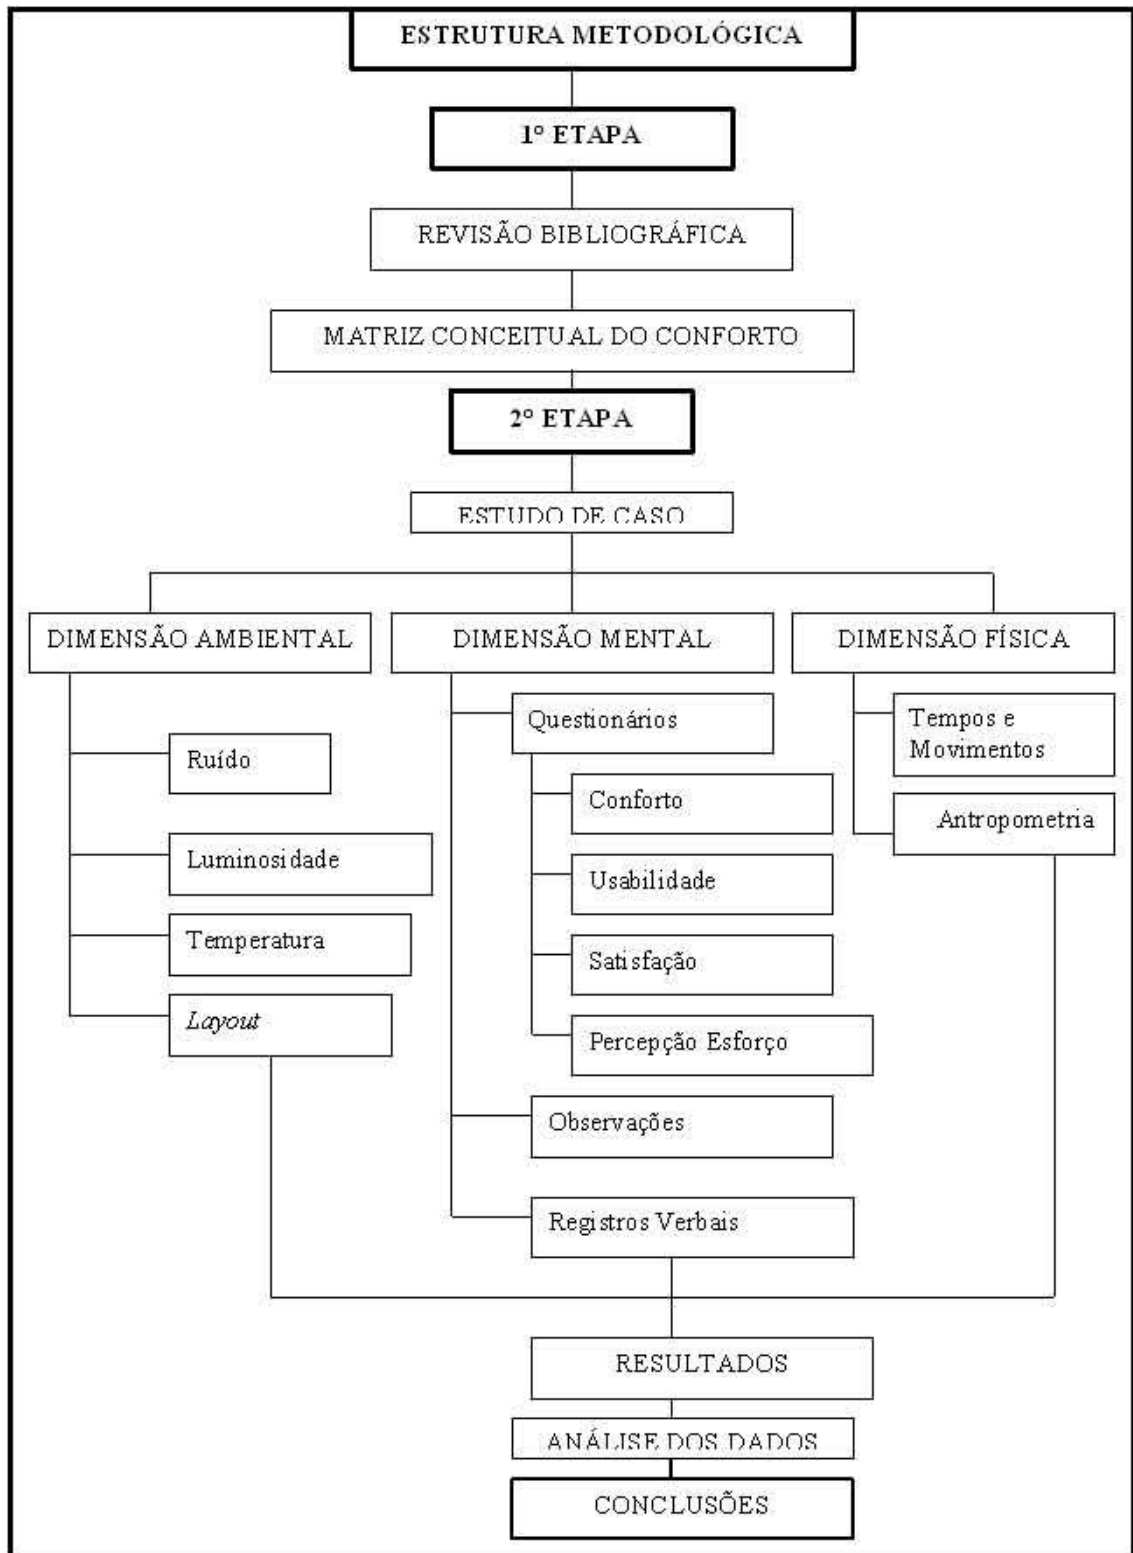 ESTRUTURA METODOLÓGICA
1° ETAPA
REVISÃO BIBLIOGRÁFICA
MATRIZ CONCEITUAL DO CONFORTO
2° ETAPA
ESTUDO DE CASO
DIMENSÃO AMBIENTAL
DIMENSÃO MENTAL
DIMENSÃO FÍSICA
Ruído
Luminosidade
Temperatura
Layout
Questionários
Conforto
Usabilidade
Satisfação
Percepção Esforço
Observações
Registros Verbais
Tempos e
Movimentos
Antropometria
RESULTADOS
ANÁLISE DOS DADOS
CONCLUSÕES